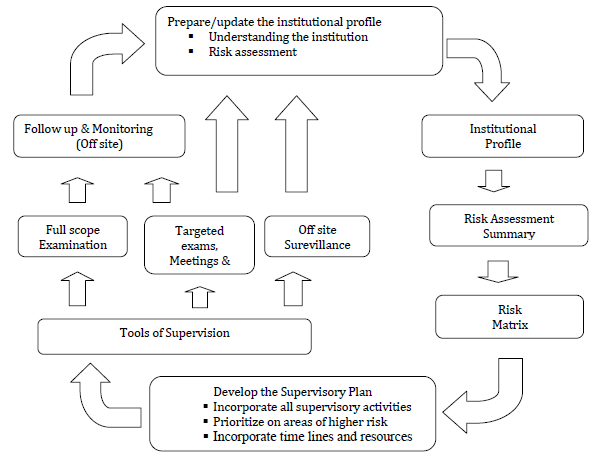 Prepare/update the institutional profile
▪ Understanding the institution
▪ Risk assessment
Follow up & Monitoring
(Off site)
Institutional
Profile
Full scope
Examination
Targeted
exams,
Meetings &
Off site
Surevillance
Risk Assessment
Summary
Tools of Supervision
Risk
Matrix
Develop the Supervisory Plan
▪ Incorporate all supervisory activities
▪ Prioritize on areas of higher risk
▪ Incorporate time lines and resources